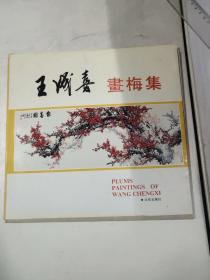 王成喜 畫梅集
PLUMS
PAINTINGS OF
WANG CHENGXI